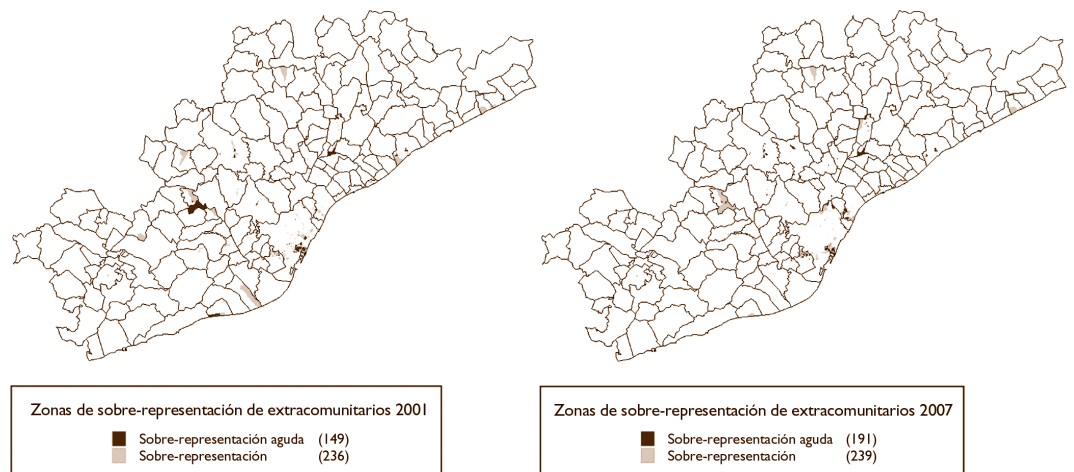 Zonas de sobre-representación de extracomunitarios 2001
Sobre-representación aguda (149)
Sobre-representación (236)
Zonas de sobre-representación de extracomunitarios 2007
Sobre-representación aguda (191)
Sobre-representación (239)